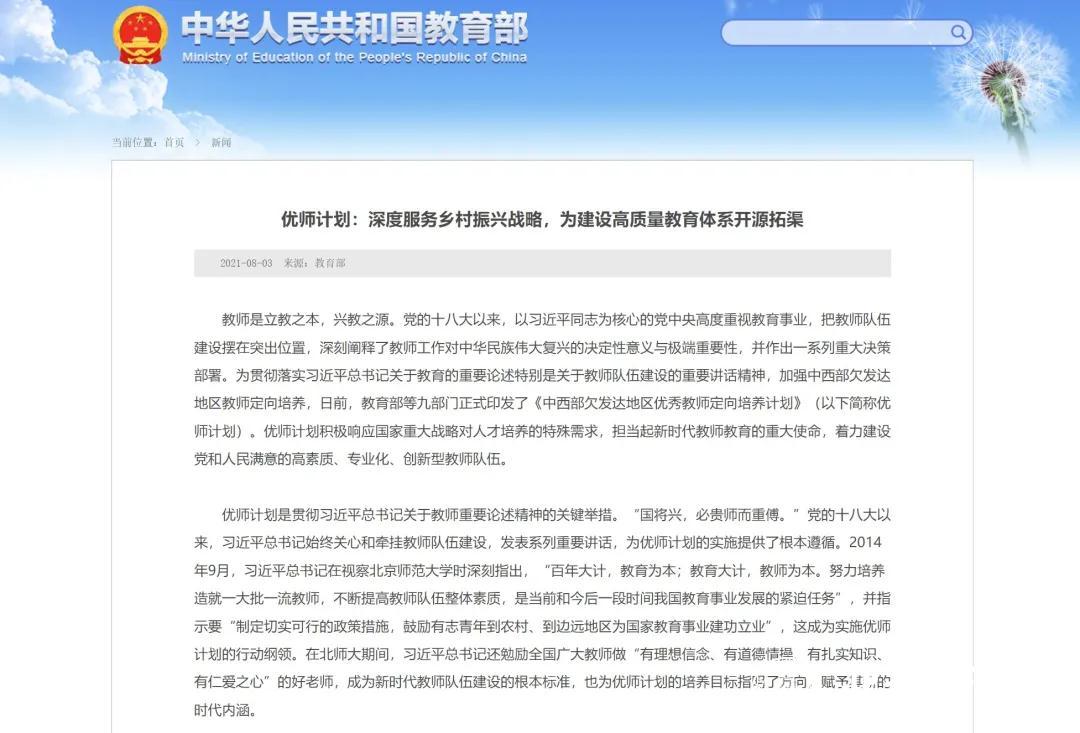 中华人民共和国教育部
Ministry of Education of the People's Republic of China
当前位置： 首页 > 新闻
优师计划：深度服务乡村振兴战略，为建设高质量教育体系开源拓渠
2021-08-03 来源：教育部
教师是立教之本，兴教之源。党的十八大以来，以习近平同志为核心的党中央高度重视教育事业，把教师队伍
建设摆在突出位置，深刻阐释了教师工作对中华民族伟大复兴的决定性意义与极端重要性，并作出一系列重大决策
部署。为贯彻落实习近平总书记关于教育的重要论述特别是关于教师队伍建设的重要讲话精神，加强中西部欠发达
地区教师定向培养，日前，教育部等九部门正式印发了《中西部欠发达地区优秀教师定向培养计划》（以下简称优
师计划）。优师计划积极响应国家重大战略对人才培养的特殊需求，担当起新时代教师教育的重大使命，着力建设
党和人民满意的高素质、专业化、创新型教师队伍。
优师计划是贯彻习近平总书记关于教师重要论述精神的关键举措。“国将兴，必贵师而重傅。”党的十八大以
来，习近平总书记始终关心和牵挂教师队伍建设，发表系列重要讲话，为优师计划的实施提供了根本遵循。2014
年9月，习近平总书记在视察北京师范大学时深刻指出，“百年大计，教育为本；教育大计，教师为本。努力培养
造就一大批一流教师，不断提高教师队伍整体素质，是当前和今后一段时间我国教育事业发展的紧迫任务”，并指
示要“制定切实可行的政策措施，鼓励有志青年到农村、到边远地区为国家教育事业建功立业”，这成为实施优师
计划的行动纲领。在北师大期间，习近平总书记还勉励全国广大教师做“有理想信念、有道德情操、有扎实知识、
有仁爱之心”的好老师，成为新时代教师队伍建设的根本标准，也为优师计划的培养目标指明了方向，赋予其 的
时代内涵。